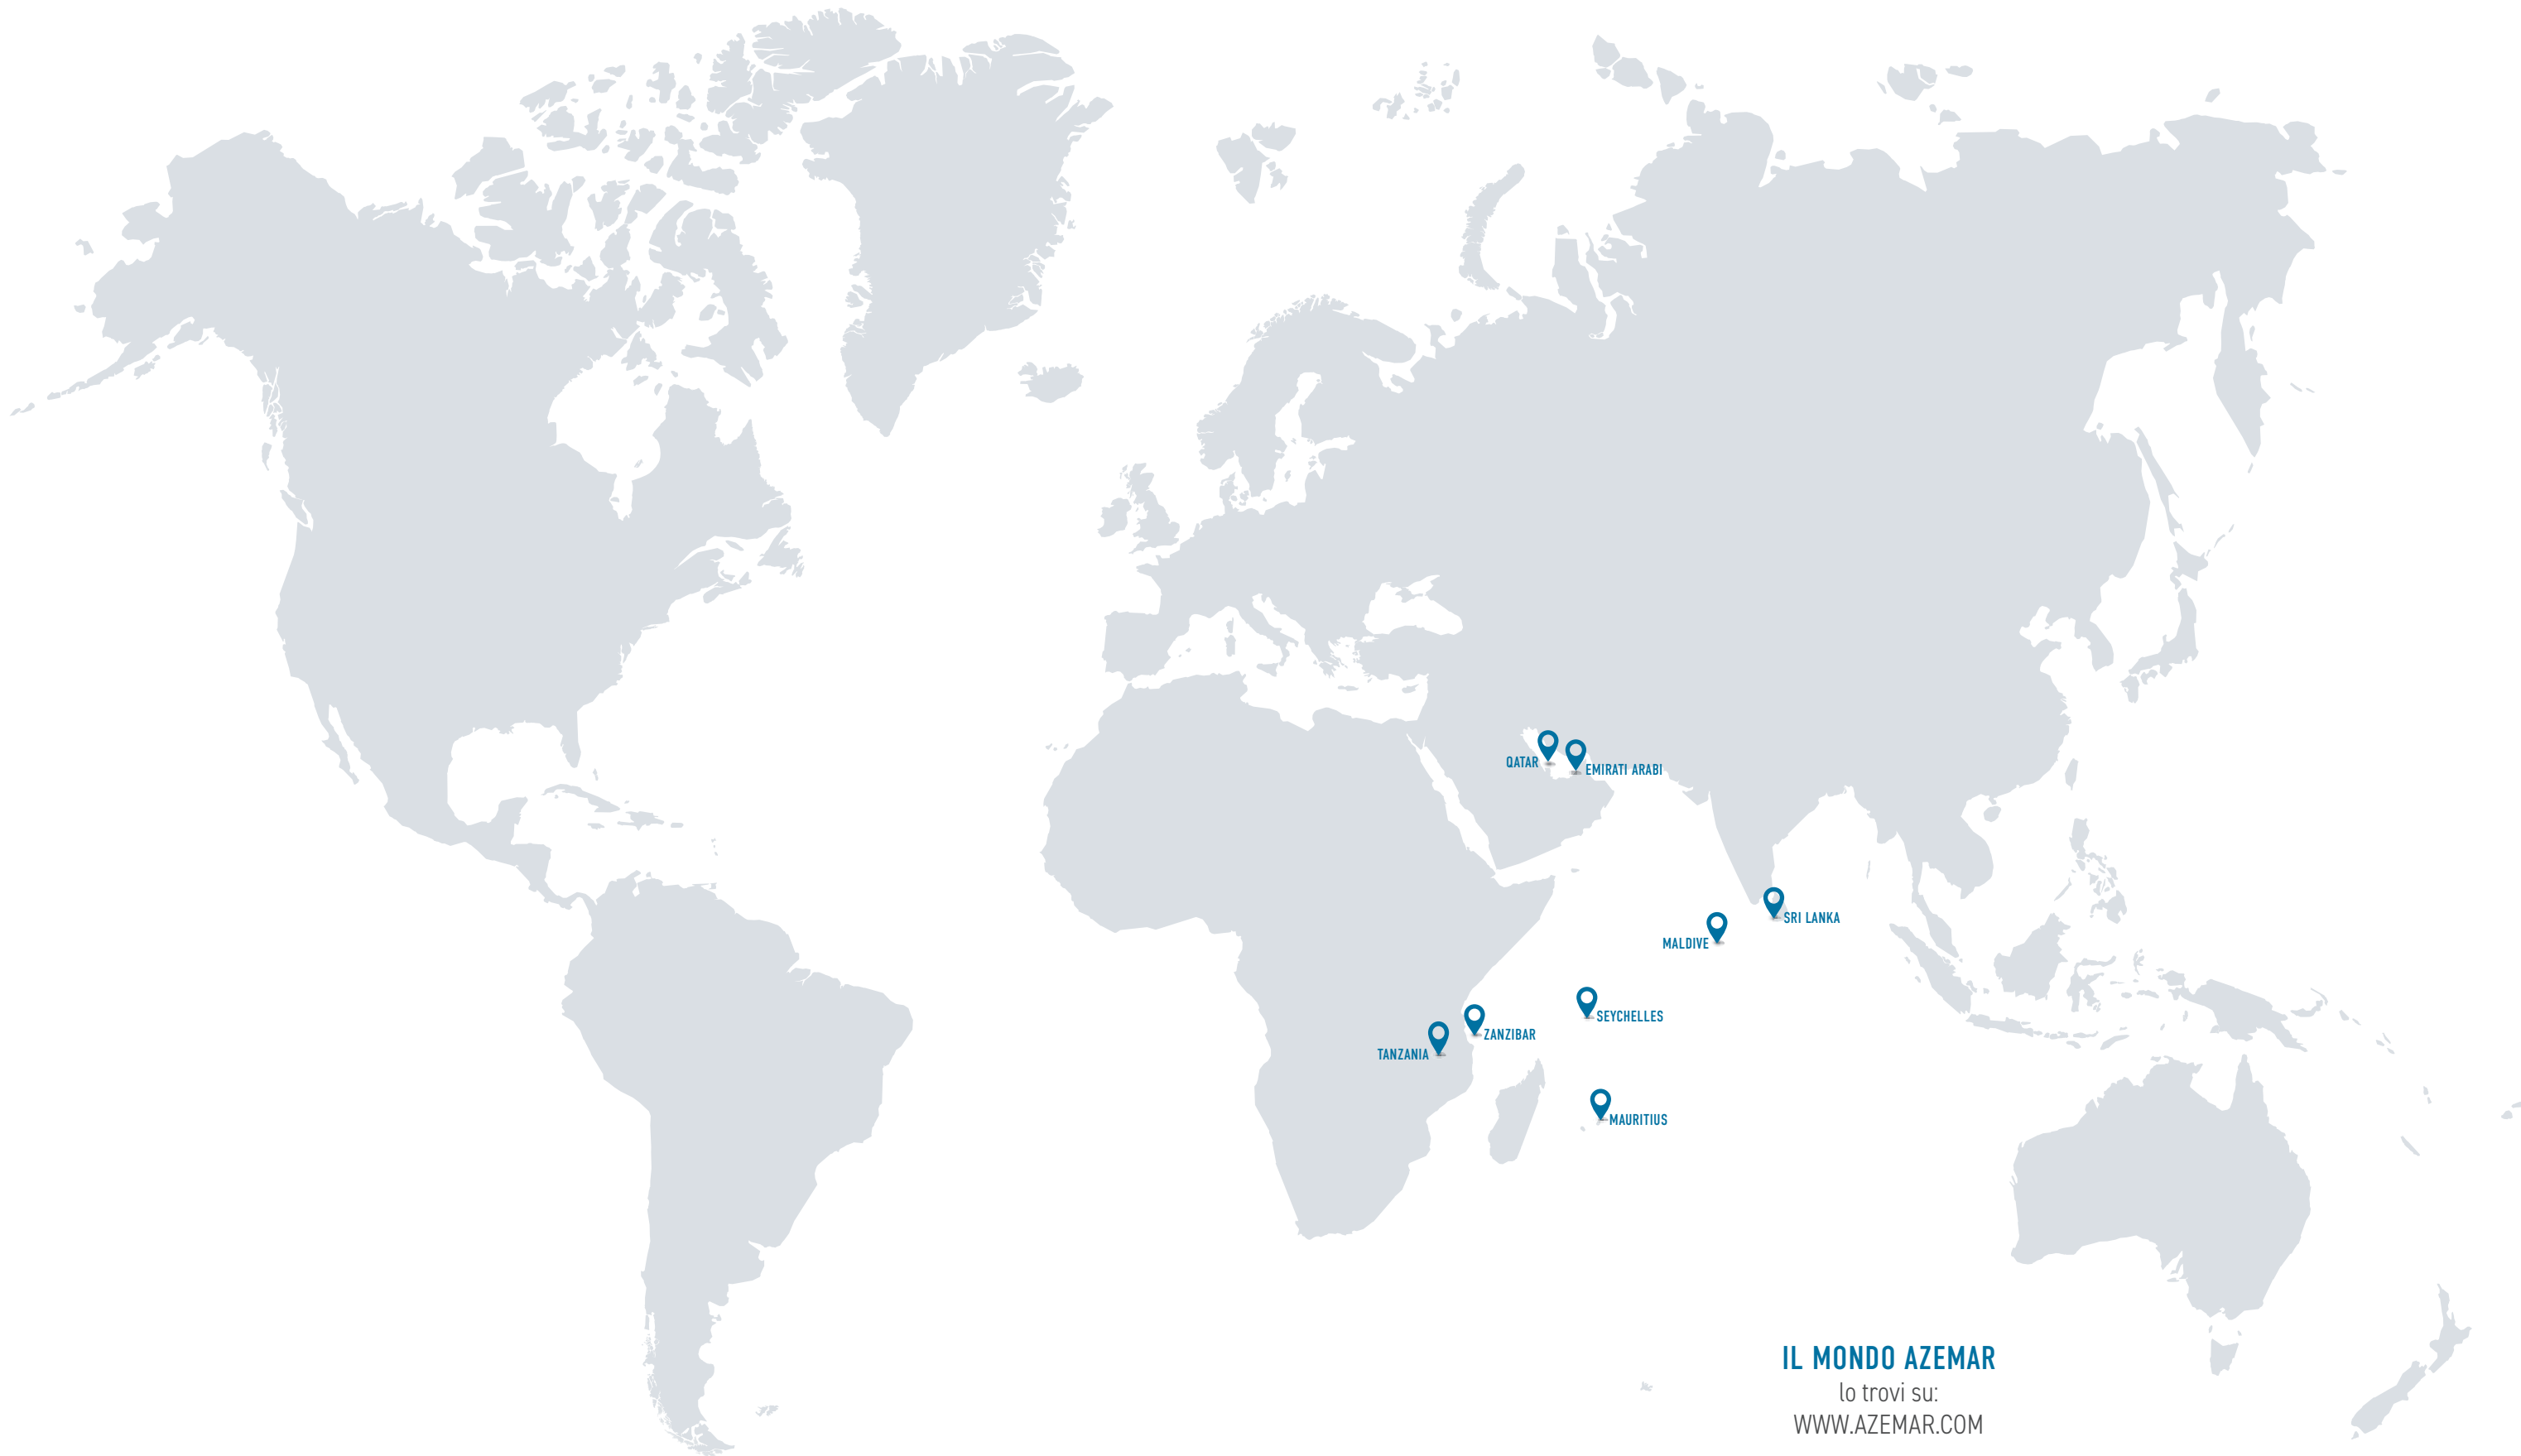 QATAR
EMIRATI ARABI
SRI LANKA
MALDIVE
SEYCHELLES
ZANZIBAR
TANZANIA
MAURITIUS
IL MONDO AZEMAR
lo trovi su:
WWW.AZEMAR.COM